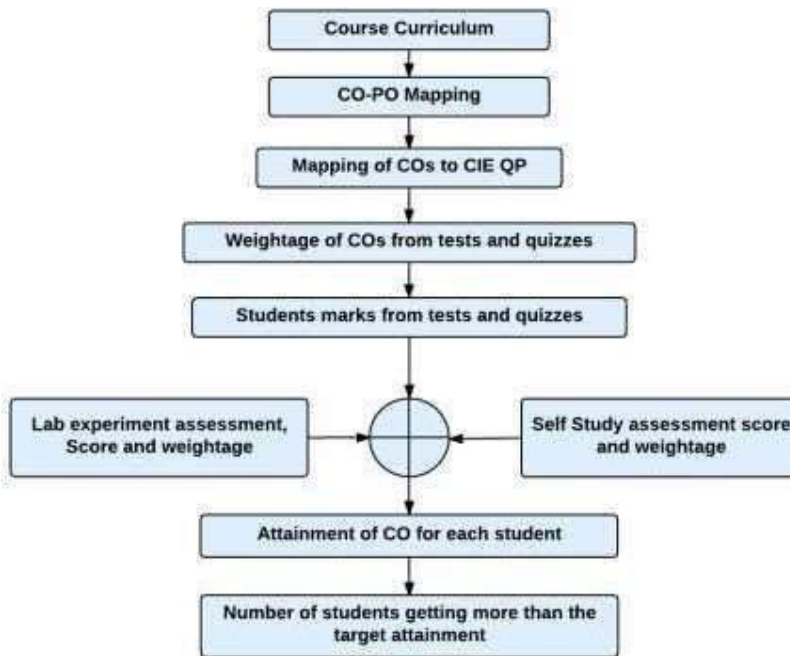 Course Curriculum
CO-PO Mapping
Mapping of COs to CIE QP
Weightage of COs from tests and quizzes
Students marks from tests and quizzes
Lab experiment assessment,
Score and weightage
Self Study assessment score
and weightage
Attainment of CO for each student
Number of students getting more than the
target attainment